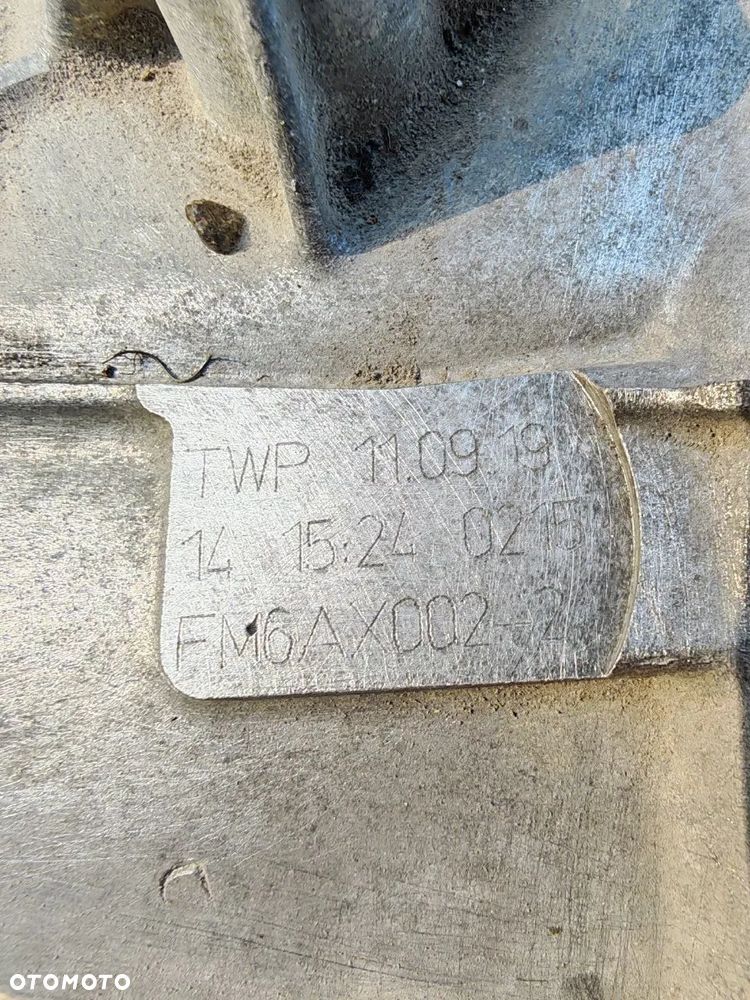 TWP 11.09.19
14 15:24 0215
FM6AX002-2
OTOMOTO